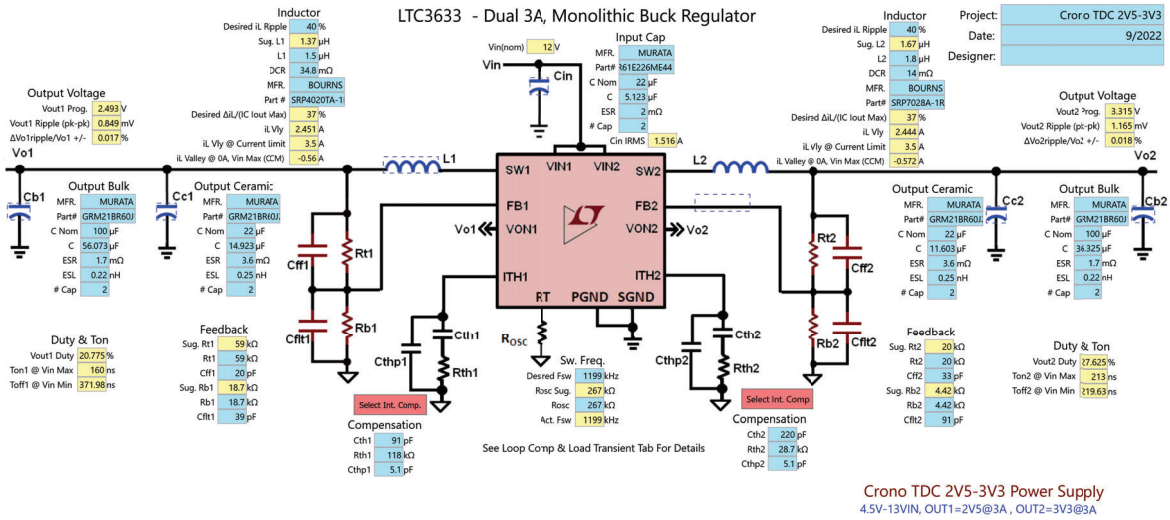 LTC3633 - Dual 3A, Monolithic Buck Regulator
Project: Crono TDC 2V5-3V3
Date: 9/2022
Designer:
Inductor
Desired iL Ripple 40 %
Sug. L1 1.37 µH
L1 1.5 µH
DCR 34.8 mΩ
MFR. BOURNS
Part # SRP4020TA-1
Desired ΔiL/(IC Iout Max) 37 %
iL Vly 2.451 A
iL Vly @ Current limit 3.5 A
iL Valley @ 0A, Vin Max (CCM) -0.56 A
Vin(nom) 12 V
Vin
Cin
Input Cap
MFR. MURATA
Part# R61E226ME44
C Nom 22 µF
C 5.123 µF
ESR 2 mΩ
# Cap 2
Cin IRMS 1.516 A
Inductor
Desired iL Ripple 40 %
Sug. L2 1.67 µH
L2 1.8 µH
DCR 14 mΩ
MFR. BOURNS
Part# SRP7028A-1R
Desired ΔiL/(IC Iout Max) 37 %
iL Vly 2.444 A
iL Vly @ Current limit 3.5 A
iL Valley @ 0A, Vin Max (CCM) -0.572 A
Output Voltage
Vout1 Prog. 2.493 V
Vout1 Ripple (pk-pk) 0.849 mV
ΔVo1ripple/Vo1 +/- 0.017 %
Output Voltage
Vout2 Prog. 3.315 V
Vout2 Ripple (pk-pk) 1.165 mV
ΔVo2ripple/Vo2 +/- 0.018 %
Vo1
L1
L2
Vo2
SW1
VIN1
VIN2
SW2
FB1
FB2
VON1
VON2
Vo1
Vo2
ITH1
ITH2
RT
PGND
SGND
Cb1
Output Bulk
MFR. MURATA
Part# GRM21BR60J
C Nom 100 µF
C 56.073 µF
ESR 1.7 mΩ
ESL 0.22 nH
# Cap 2
Cc1
Output Ceramic
MFR. MURATA
Part# GRM21BR60J
C Nom 22 µF
C 14.923 µF
ESR 3.6 mΩ
ESL 0.25 nH
# Cap 2
Cff1
Rt1
Cflt1
Rb1
Rt2
Cff2
Rb2
Cflt2
Output Ceramic
MFR. MURATA
Part# GRM21BR60J
C Nom 22 µF
C 11.603 µF
ESR 3.6 mΩ
ESL 0.25 nH
# Cap 2
Cc2
Output Bulk
MFR. MURATA
Part# GRM21BR60J
C Nom 100 µF
C 36.325 µF
ESR 1.7 mΩ
ESL 0.22 nH
# Cap 2
Cb2
Duty & Ton
Vout1 Duty 20.775 %
Ton1 @ Vin Max 160 ns
Toff1 @ Vin Min 371.98 ns
Feedback
Sug. Rt1 59 kΩ
Rt1 59 kΩ
Cff1 20 pF
Sug. Rb1 18.7 kΩ
Rb1 18.7 kΩ
Cflt1 39 pF
Cthp1
Cth1
Rth1
Select Int. Comp.
Compensation
Cth1 91 pF
Rth1 118 kΩ
Cthp1 5.1 pF
ROSC
Sw. Freq.
Desred Fsw 1199 kHz
Rosc Sug. 267 kΩ
Rosc 267 kΩ
Act. Fsw 1199 kHz
See Loop Comp & Load Transient Tab For Details
Cth2
Cthp2
Rth2
Select Int. Comp.
Compensation
Cth2 220 pF
Rth2 28.7 kΩ
Cthp2 5.1 pF
Feedback
Sug. Rt2 20 kΩ
Rt2 20 kΩ
Cff2 33 pF
Sug. Rb2 4.42 kΩ
Rb2 4.42 kΩ
Cflt2 91 pF
Duty & Ton
Vout2 Duty 27.625 %
Ton2 @ Vin Max 213 ns
Toff2 @ Vin Min 219.63 ns
Crono TDC 2V5-3V3 Power Supply
4.5V-13VIN, OUT1=2V5@3A , OUT2=3V3@3A